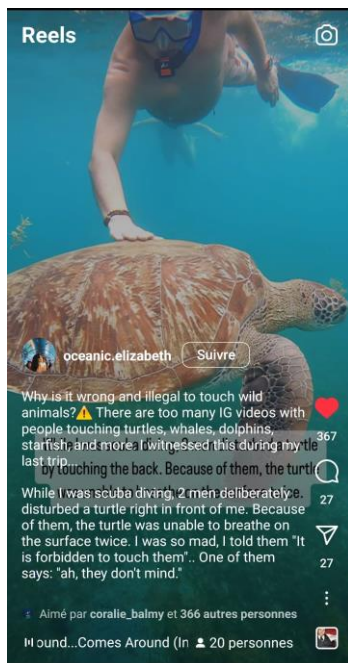 Reels
oceanic.elizabeth
Suivre
Why is it wrong and illegal to touch wild
animals?⚠️ There are too many IG videos with
people touching turtles, whales, dolphins,
starfish, and more. I witnessed this during my
last trip...
by touching the back. Because of them, the turtle
While I was scuba diving, 2 men deliberately
disturbed a turtle right in front of me. Because
of them, the turtle was unable to breathe on
the surface twice. I was so mad, I told them "It
is forbidden to touch them".. One of them
says: "ah, they don't mind."
367
27
27
Aimé par coralie_balmy et 366 autres personnes
ound...Comes Around (In
20 personnes